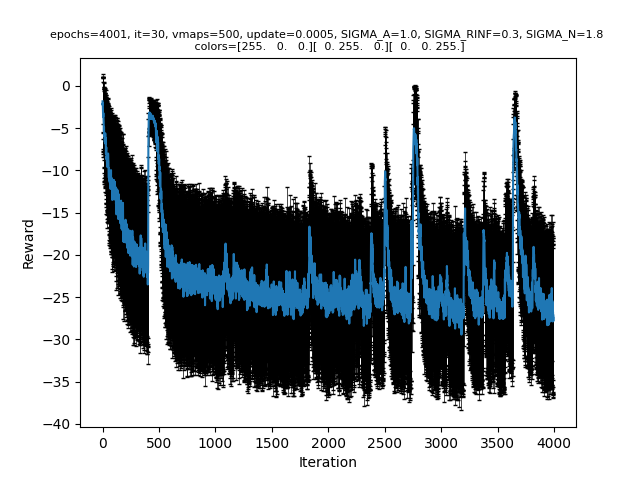 epochs=4001, it=30, vmaps=500, update=0.0005, SIGMA_A=1.0, SIGMA_RINF=0.3, SIGMA_N=1.8
colors=[255. 0. 0.][ 0. 255. 0.][ 0. 0. 255.]
0
−5
−10
−15
−20
−25
−30
−35
−40
Reward
0 500 1000 1500 2000 2500 3000 3500 4000
Iteration